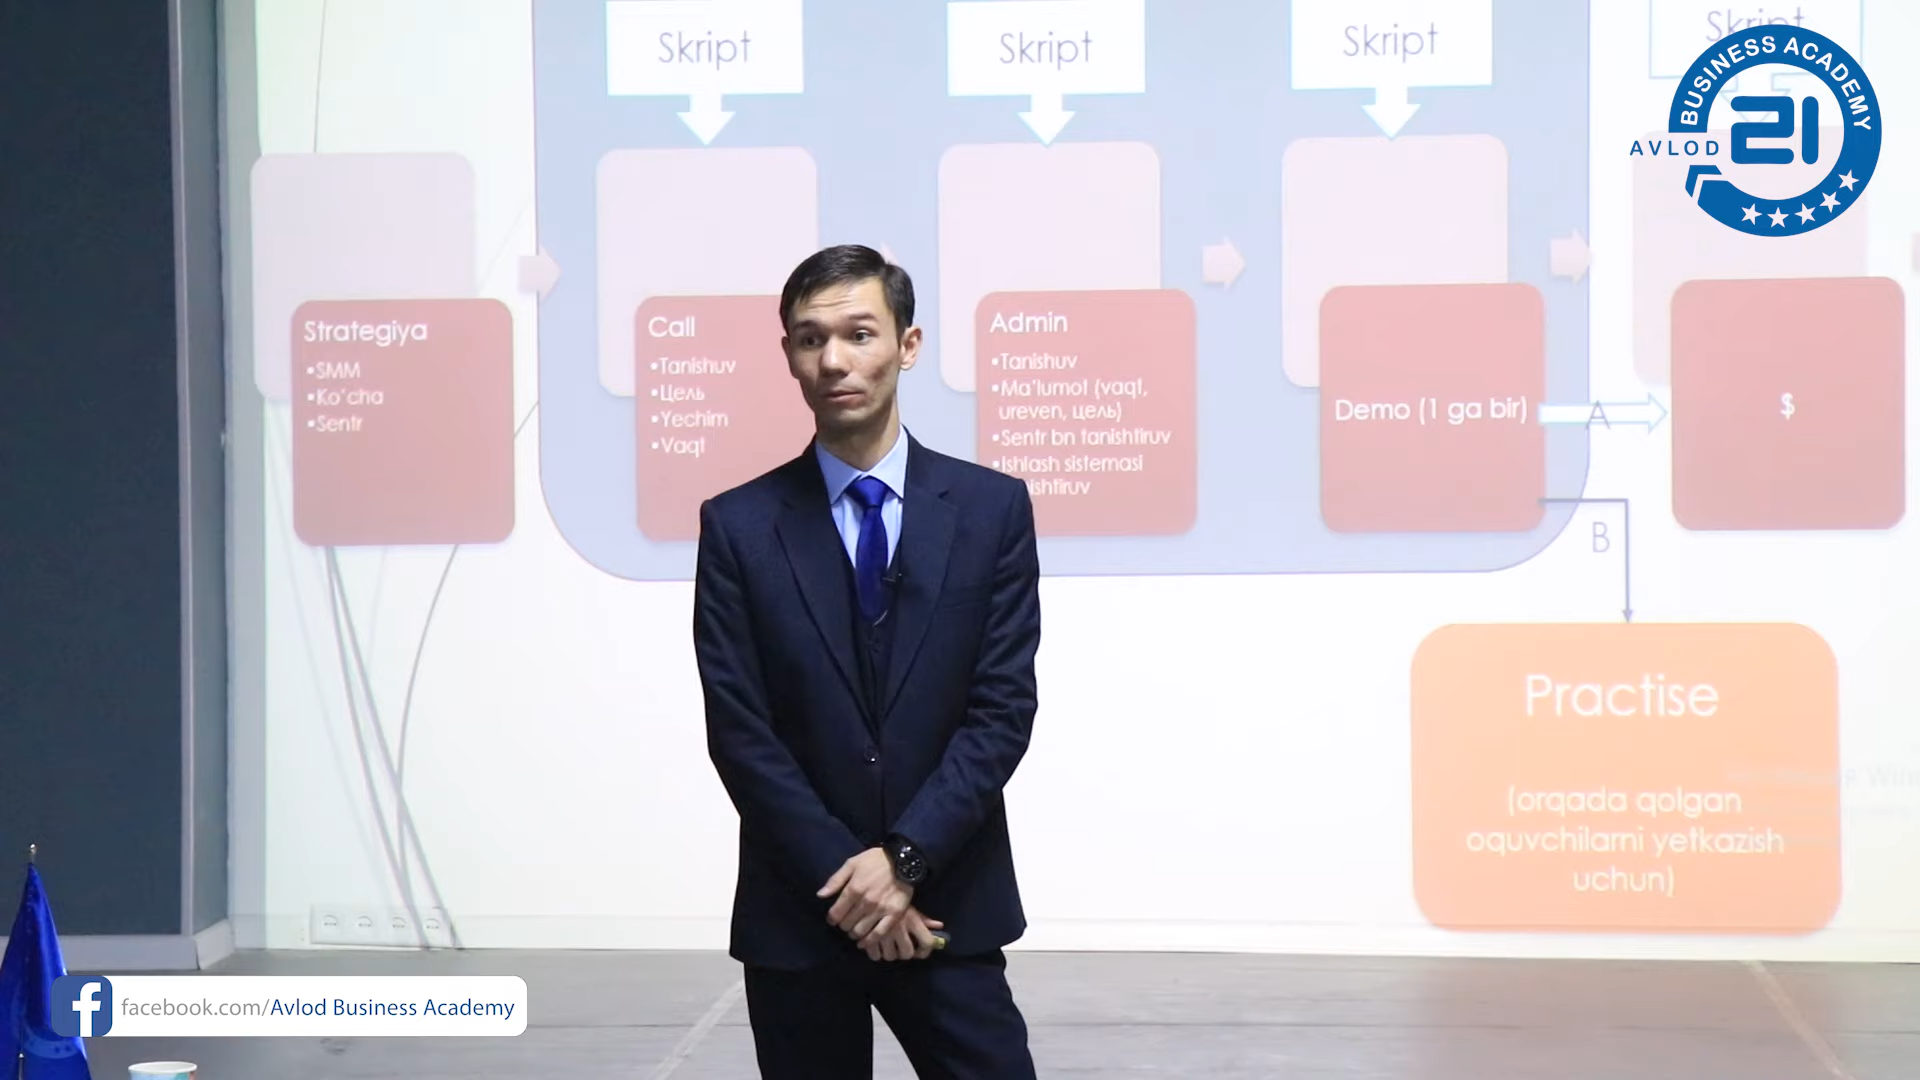 Skript
Skript
Skript
Skript
BUSINESS ACADEMY
AVLOD
21
Strategiya
•SMM
•Ko'cha
•Sentr
Call
•Tanishuv
•Цель
•Yechim
•Vaqt
Admin
•Tanishuv
•Ma'lumot (vaqt,
ureven, цель)
•Sentr bn tanishtiruv
•Ishlash sistemasi
Demo (1 ga bir)
A
$
B
Practise
(orqada qolgan
oquvchilarni yetkazish
uchun)
facebook.com/Avlod Business Academy